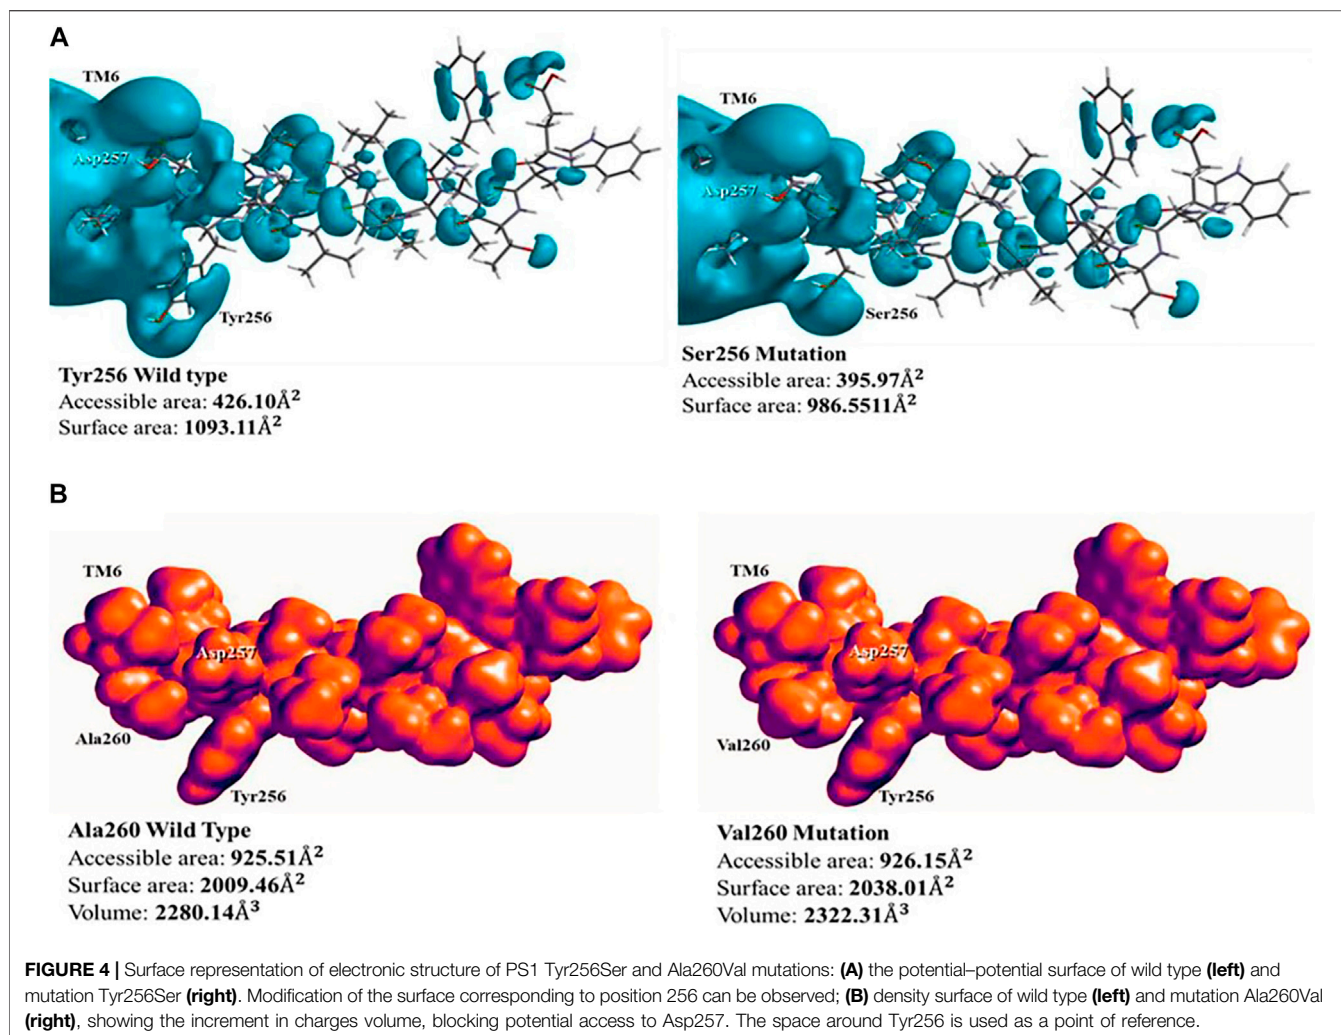 A
TM6
Asp257
Tyr256
Tyr256 Wild type
Accessible area: 426.10Å²
Surface area: 1093.11Å²
TM6
Asp257
Ser256
Ser256 Mutation
Accessible area: 395.97Å²
Surface area: 986.5511Å²
B
TM6
Asp257
Ala260
Tyr256
Ala260 Wild Type
Accessible area: 925.51Å²
Surface area: 2009.46Å²
Volume: 2280.14Å³
TM6
Asp257
Val260
Tyr256
Val260 Mutation
Accessible area: 926.15Å²
Surface area: 2038.01Å²
Volume: 2322.31Å³
FIGURE 4 | Surface representation of electronic structure of PS1 Tyr256Ser and Ala260Val mutations: (A) the potential–potential surface of wild type (left) and
mutation Tyr256Ser (right). Modification of the surface corresponding to position 256 can be observed; (B) density surface of wild type (left) and mutation Ala260Val
(right), showing the increment in charges volume, blocking potential access to Asp257. The space around Tyr256 is used as a point of reference.